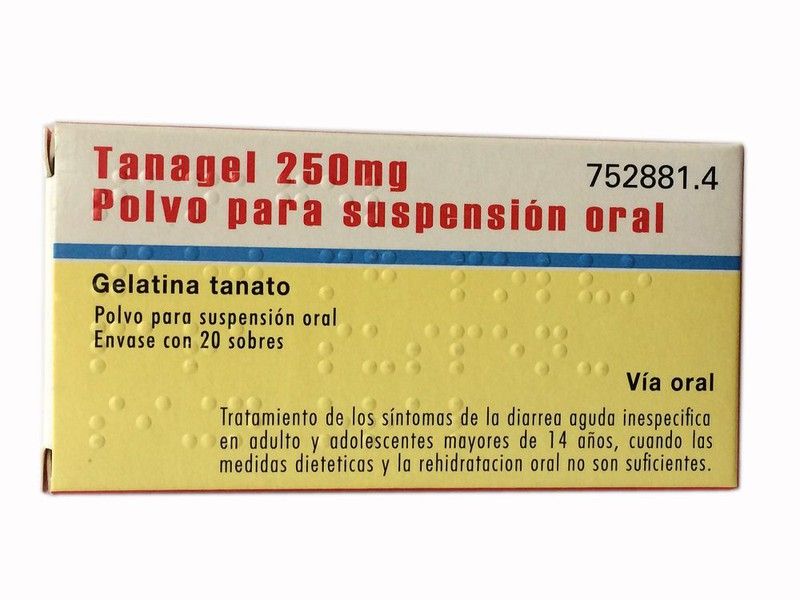 Tanagel 250mg
752881.4
Polvo para suspensión oral
Gelatina tanato
Polvo para suspensión oral
Envase con 20 sobres
Vía oral
Tratamiento de los síntomas de la diarrea aguda inespecifica
en adulto y adolescentes mayores de 14 años, cuando las
medidas dieteticas y la rehidratacion oral no son suficientes.